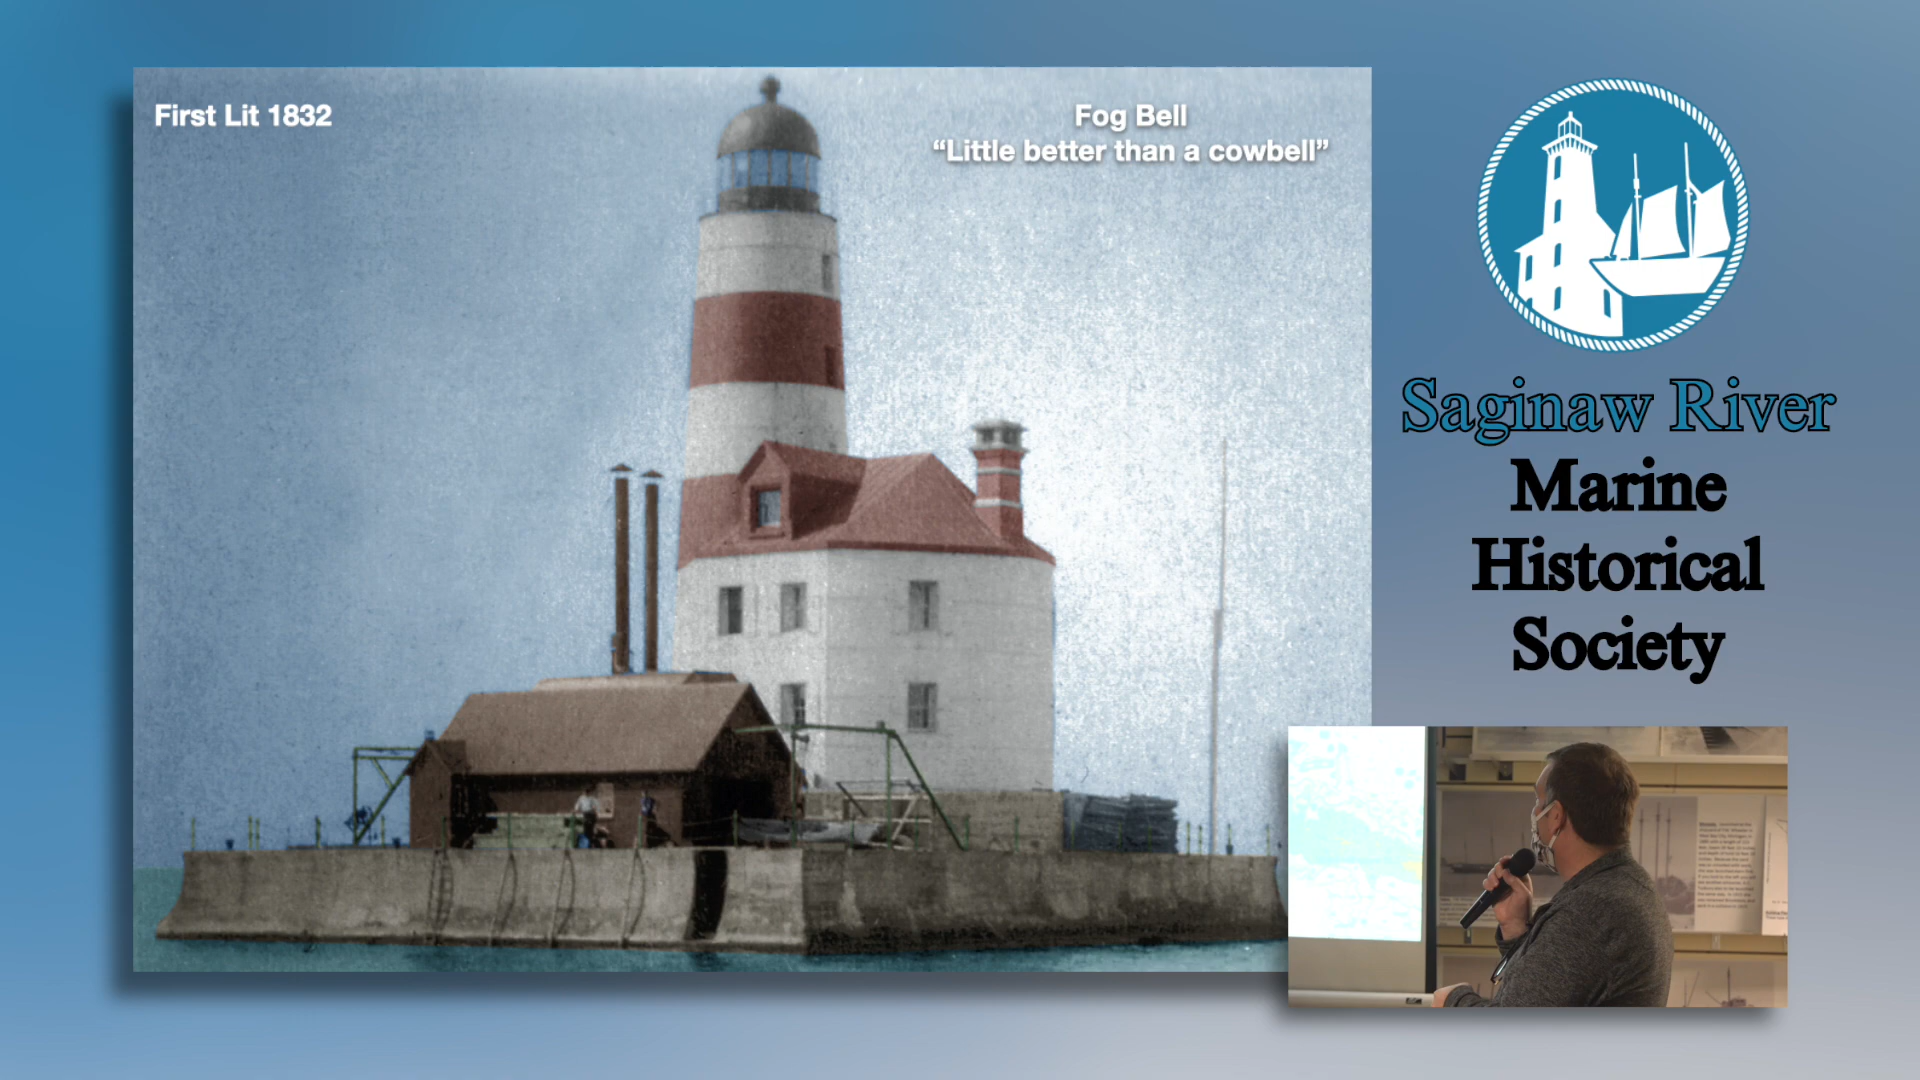 First Lit 1832
Fog Bell
“Little better than a cowbell”
Saginaw River
Marine
Historical
Society